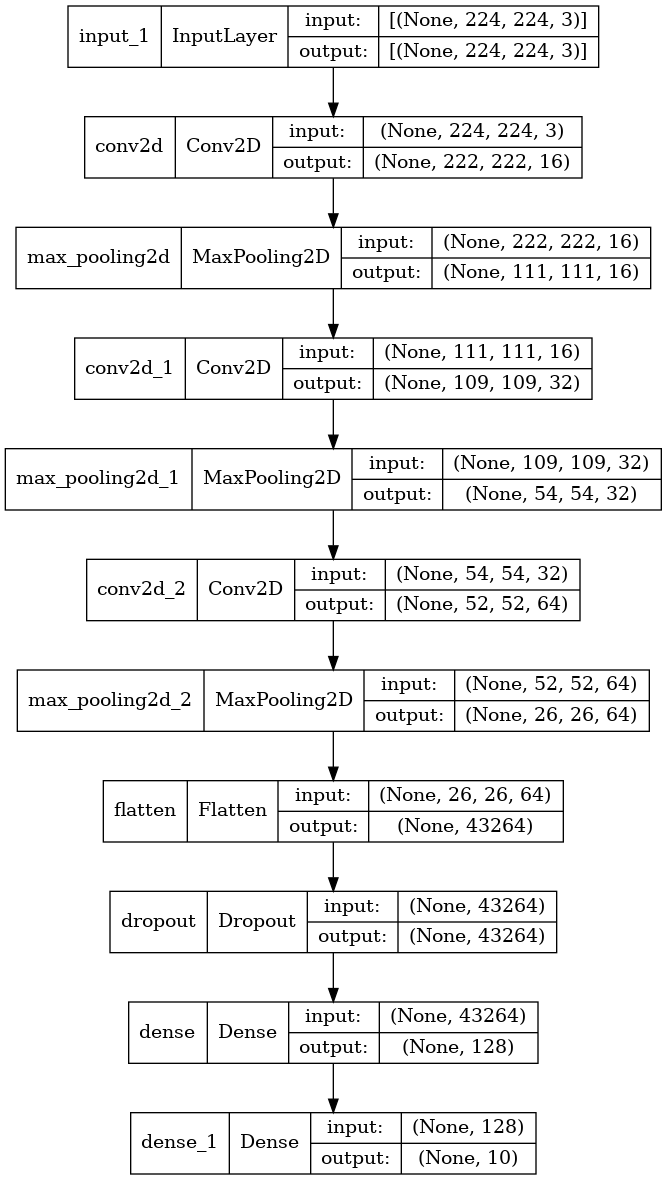 input_1 InputLayer input: [(None, 224, 224, 3)]
output: [(None, 224, 224, 3)]
conv2d Conv2D input: (None, 224, 224, 3)
output: (None, 222, 222, 16)
max_pooling2d MaxPooling2D input: (None, 222, 222, 16)
output: (None, 111, 111, 16)
conv2d_1 Conv2D input: (None, 111, 111, 16)
output: (None, 109, 109, 32)
max_pooling2d_1 MaxPooling2D input: (None, 109, 109, 32)
output: (None, 54, 54, 32)
conv2d_2 Conv2D input: (None, 54, 54, 32)
output: (None, 52, 52, 64)
max_pooling2d_2 MaxPooling2D input: (None, 52, 52, 64)
output: (None, 26, 26, 64)
flatten Flatten input: (None, 26, 26, 64)
output: (None, 43264)
dropout Dropout input: (None, 43264)
output: (None, 43264)
dense Dense input: (None, 43264)
output: (None, 128)
dense_1 Dense input: (None, 128)
output: (None, 10)